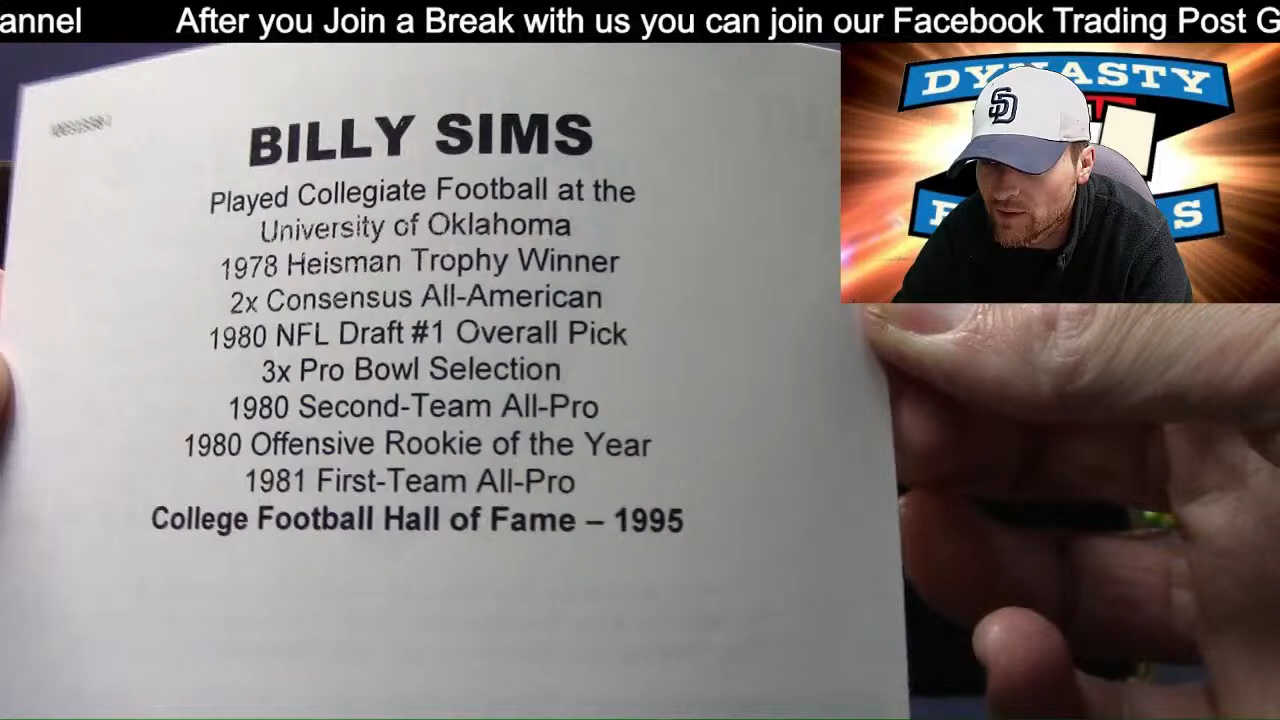 annel After you Join a Break with us you can join our Facebook Trading Post G
BILLY SIMS
Played Collegiate Football at the
University of Oklahoma
1978 Heisman Trophy Winner
2x Consensus All-American
1980 NFL Draft #1 Overall Pick
3x Pro Bowl Selection
1980 Second-Team All-Pro
1980 Offensive Rookie of the Year
1981 First-Team All-Pro
College Football Hall of Fame – 1995
DYNASTY
SD